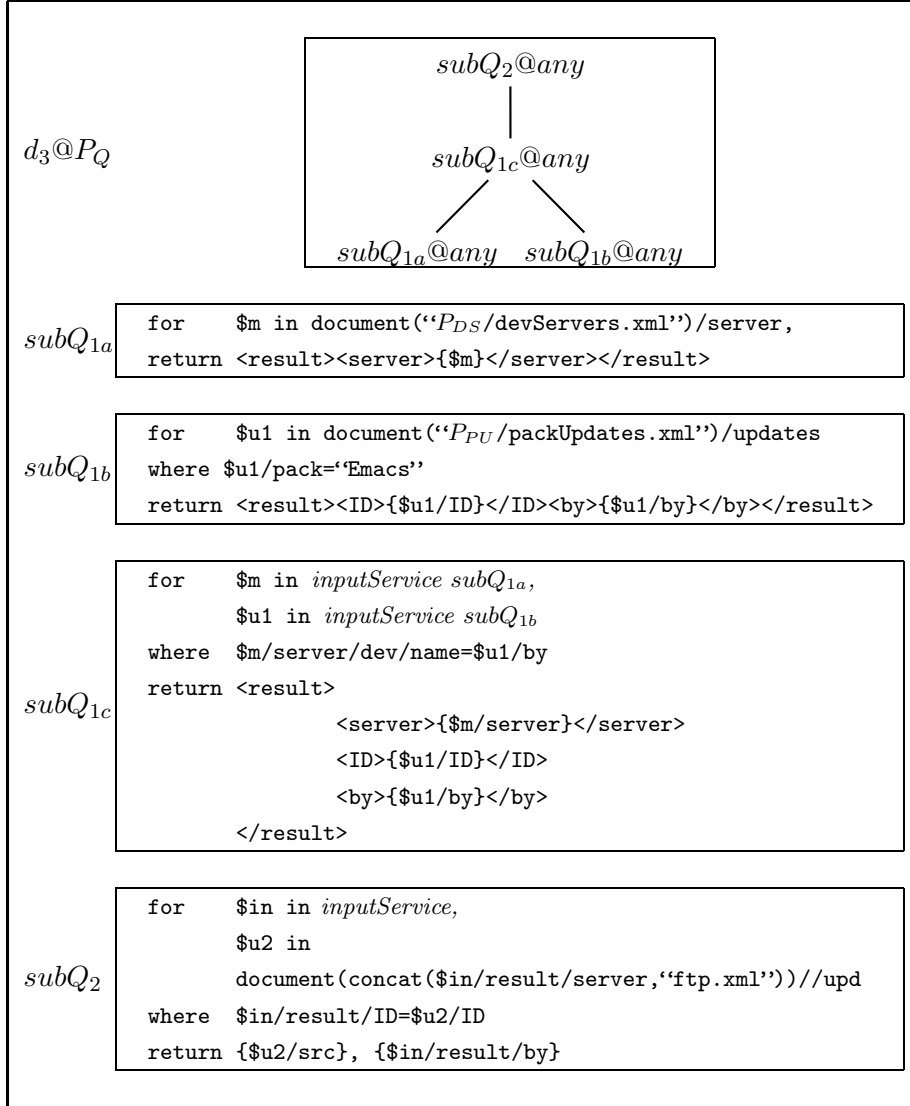 subQ₂@any
d₃@P_Q
subQ₁c@any
subQ₁a@any subQ₁b@any
subQ₁a
for $m in document(“P_DS/devServers.xml”)/server,
return <result><server>{$m}</server></result>
subQ₁b
for $u1 in document(“P_PU/packUpdates.xml”)/updates
where $u1/pack=“Emacs”
return <result><ID>{$u1/ID}</ID><by>{$u1/by}</by></result>
subQ₁c
for $m in inputService subQ₁a,
$u1 in inputService subQ₁b
where $m/server/dev/name=$u1/by
return <result>
<server>{$m/server}</server>
<ID>{$u1/ID}</ID>
<by>{$u1/by}</by>
</result>
subQ₂
for $in in inputService,
$u2 in
document(concat($in/result/server,“ftp.xml”))//upd
where $in/result/ID=$u2/ID
return {$u2/src}, {$in/result/by}